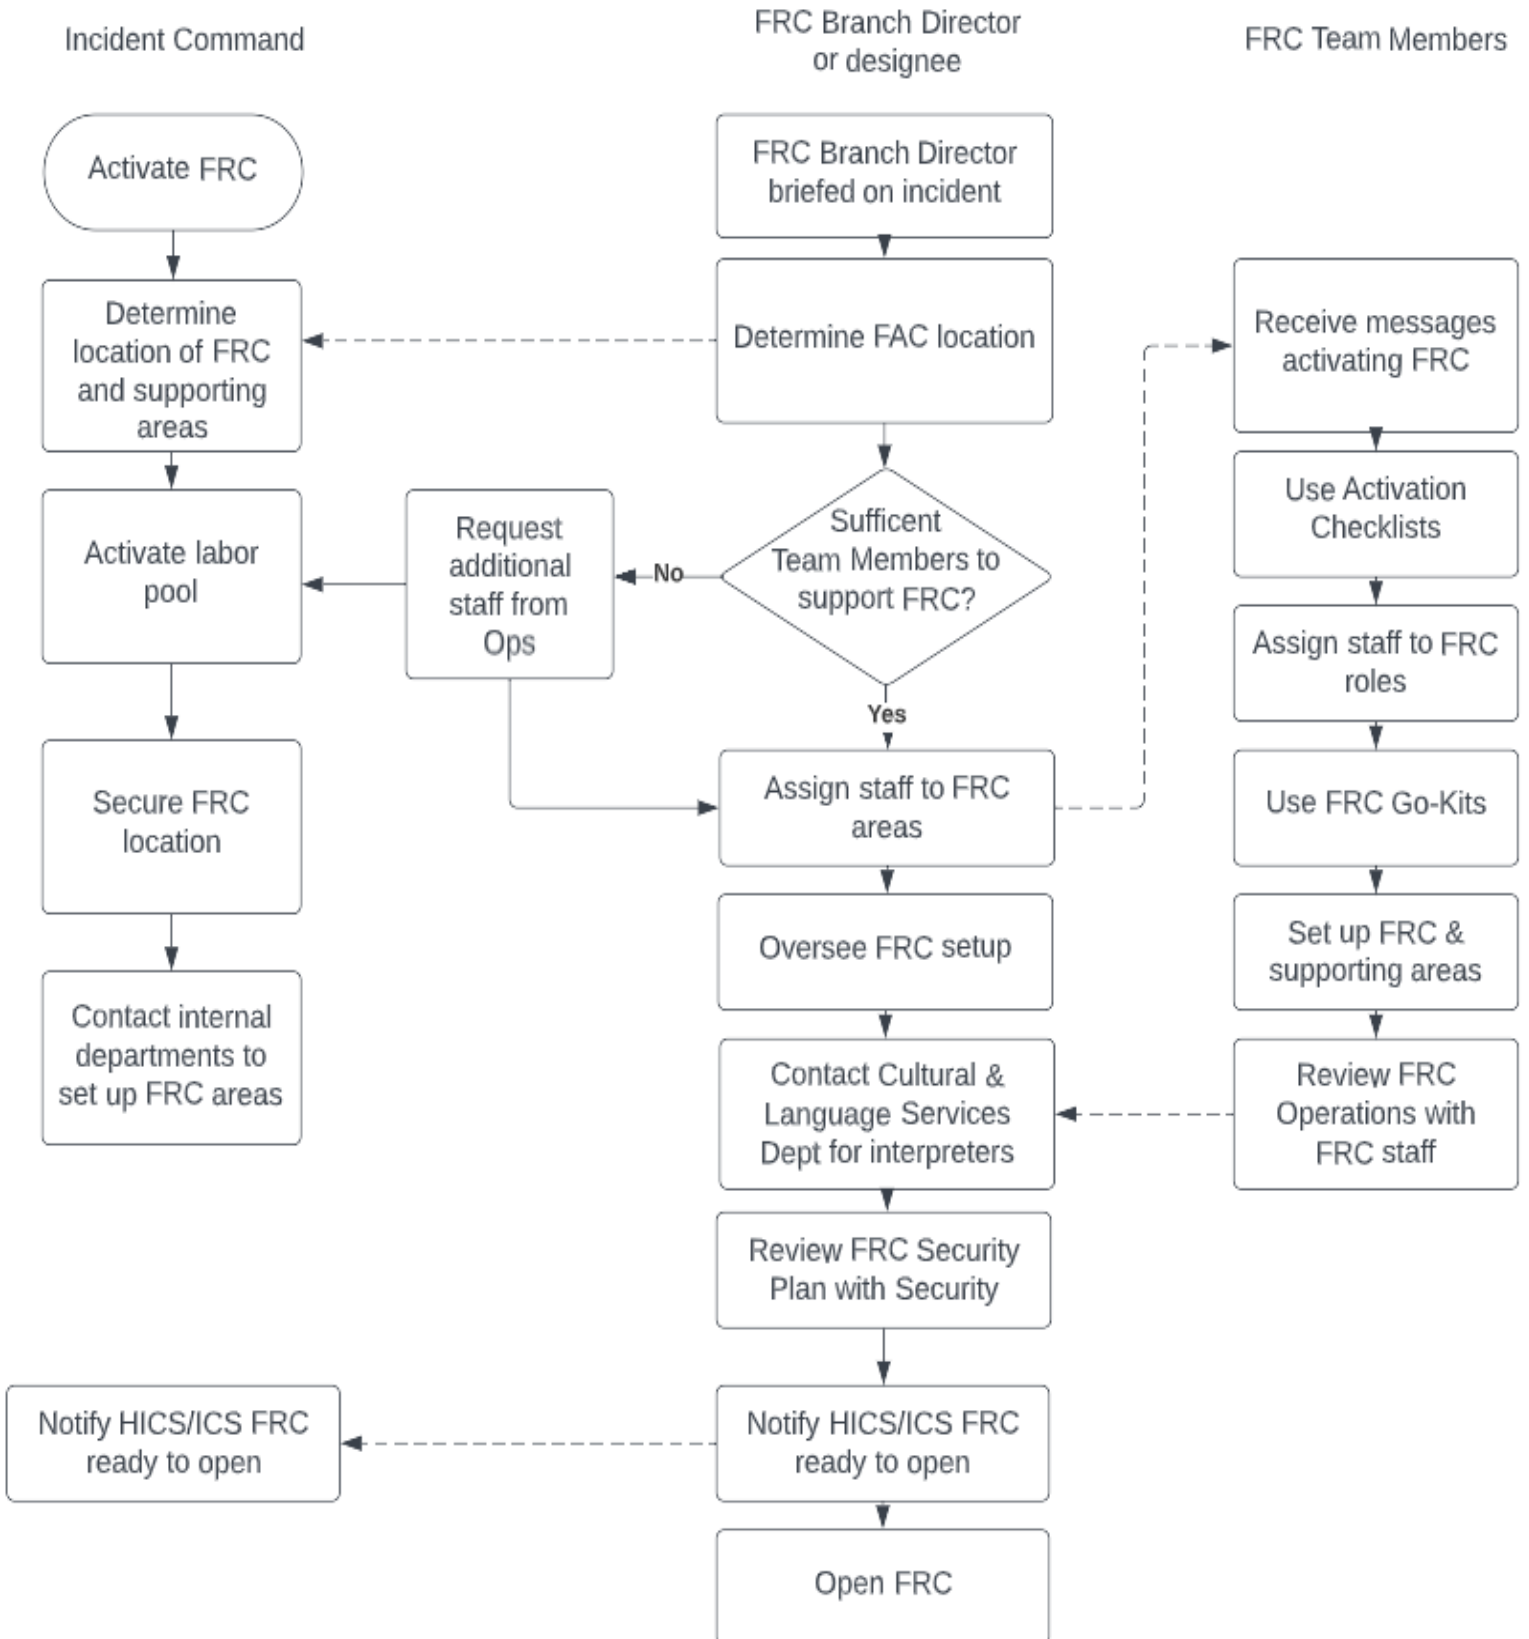 Incident Command
FRC Branch Director
or designee
FRC Team Members
Activate FRC
Determine
location of FRC
and supporting
areas
Activate labor
pool
Secure FRC
location
Contact internal
departments to
set up FRC areas
Notify HICS/ICS FRC
ready to open
Request
additional
staff from
Ops
FRC Branch Director
briefed on incident
Determine FAC location
Sufficent
Team Members to
support FRC?
No
Yes
Assign staff to FRC
areas
Oversee FRC setup
Contact Cultural &
Language Services
Dept for interpreters
Review FRC Security
Plan with Security
Notify HICS/ICS FRC
ready to open
Open FRC
Receive messages
activating FRC
Use Activation
Checklists
Assign staff to FRC
roles
Use FRC Go-Kits
Set up FRC &
supporting areas
Review FRC
Operations with
FRC staff